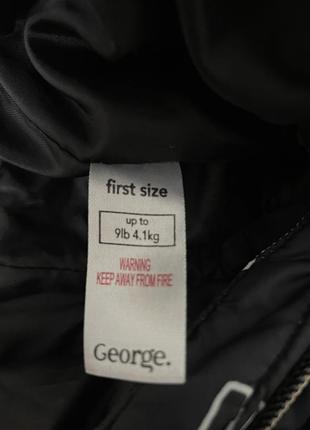 first size
up to
9lb 4.1kg
WARNING
KEEP AWAY FROM FIRE
George.